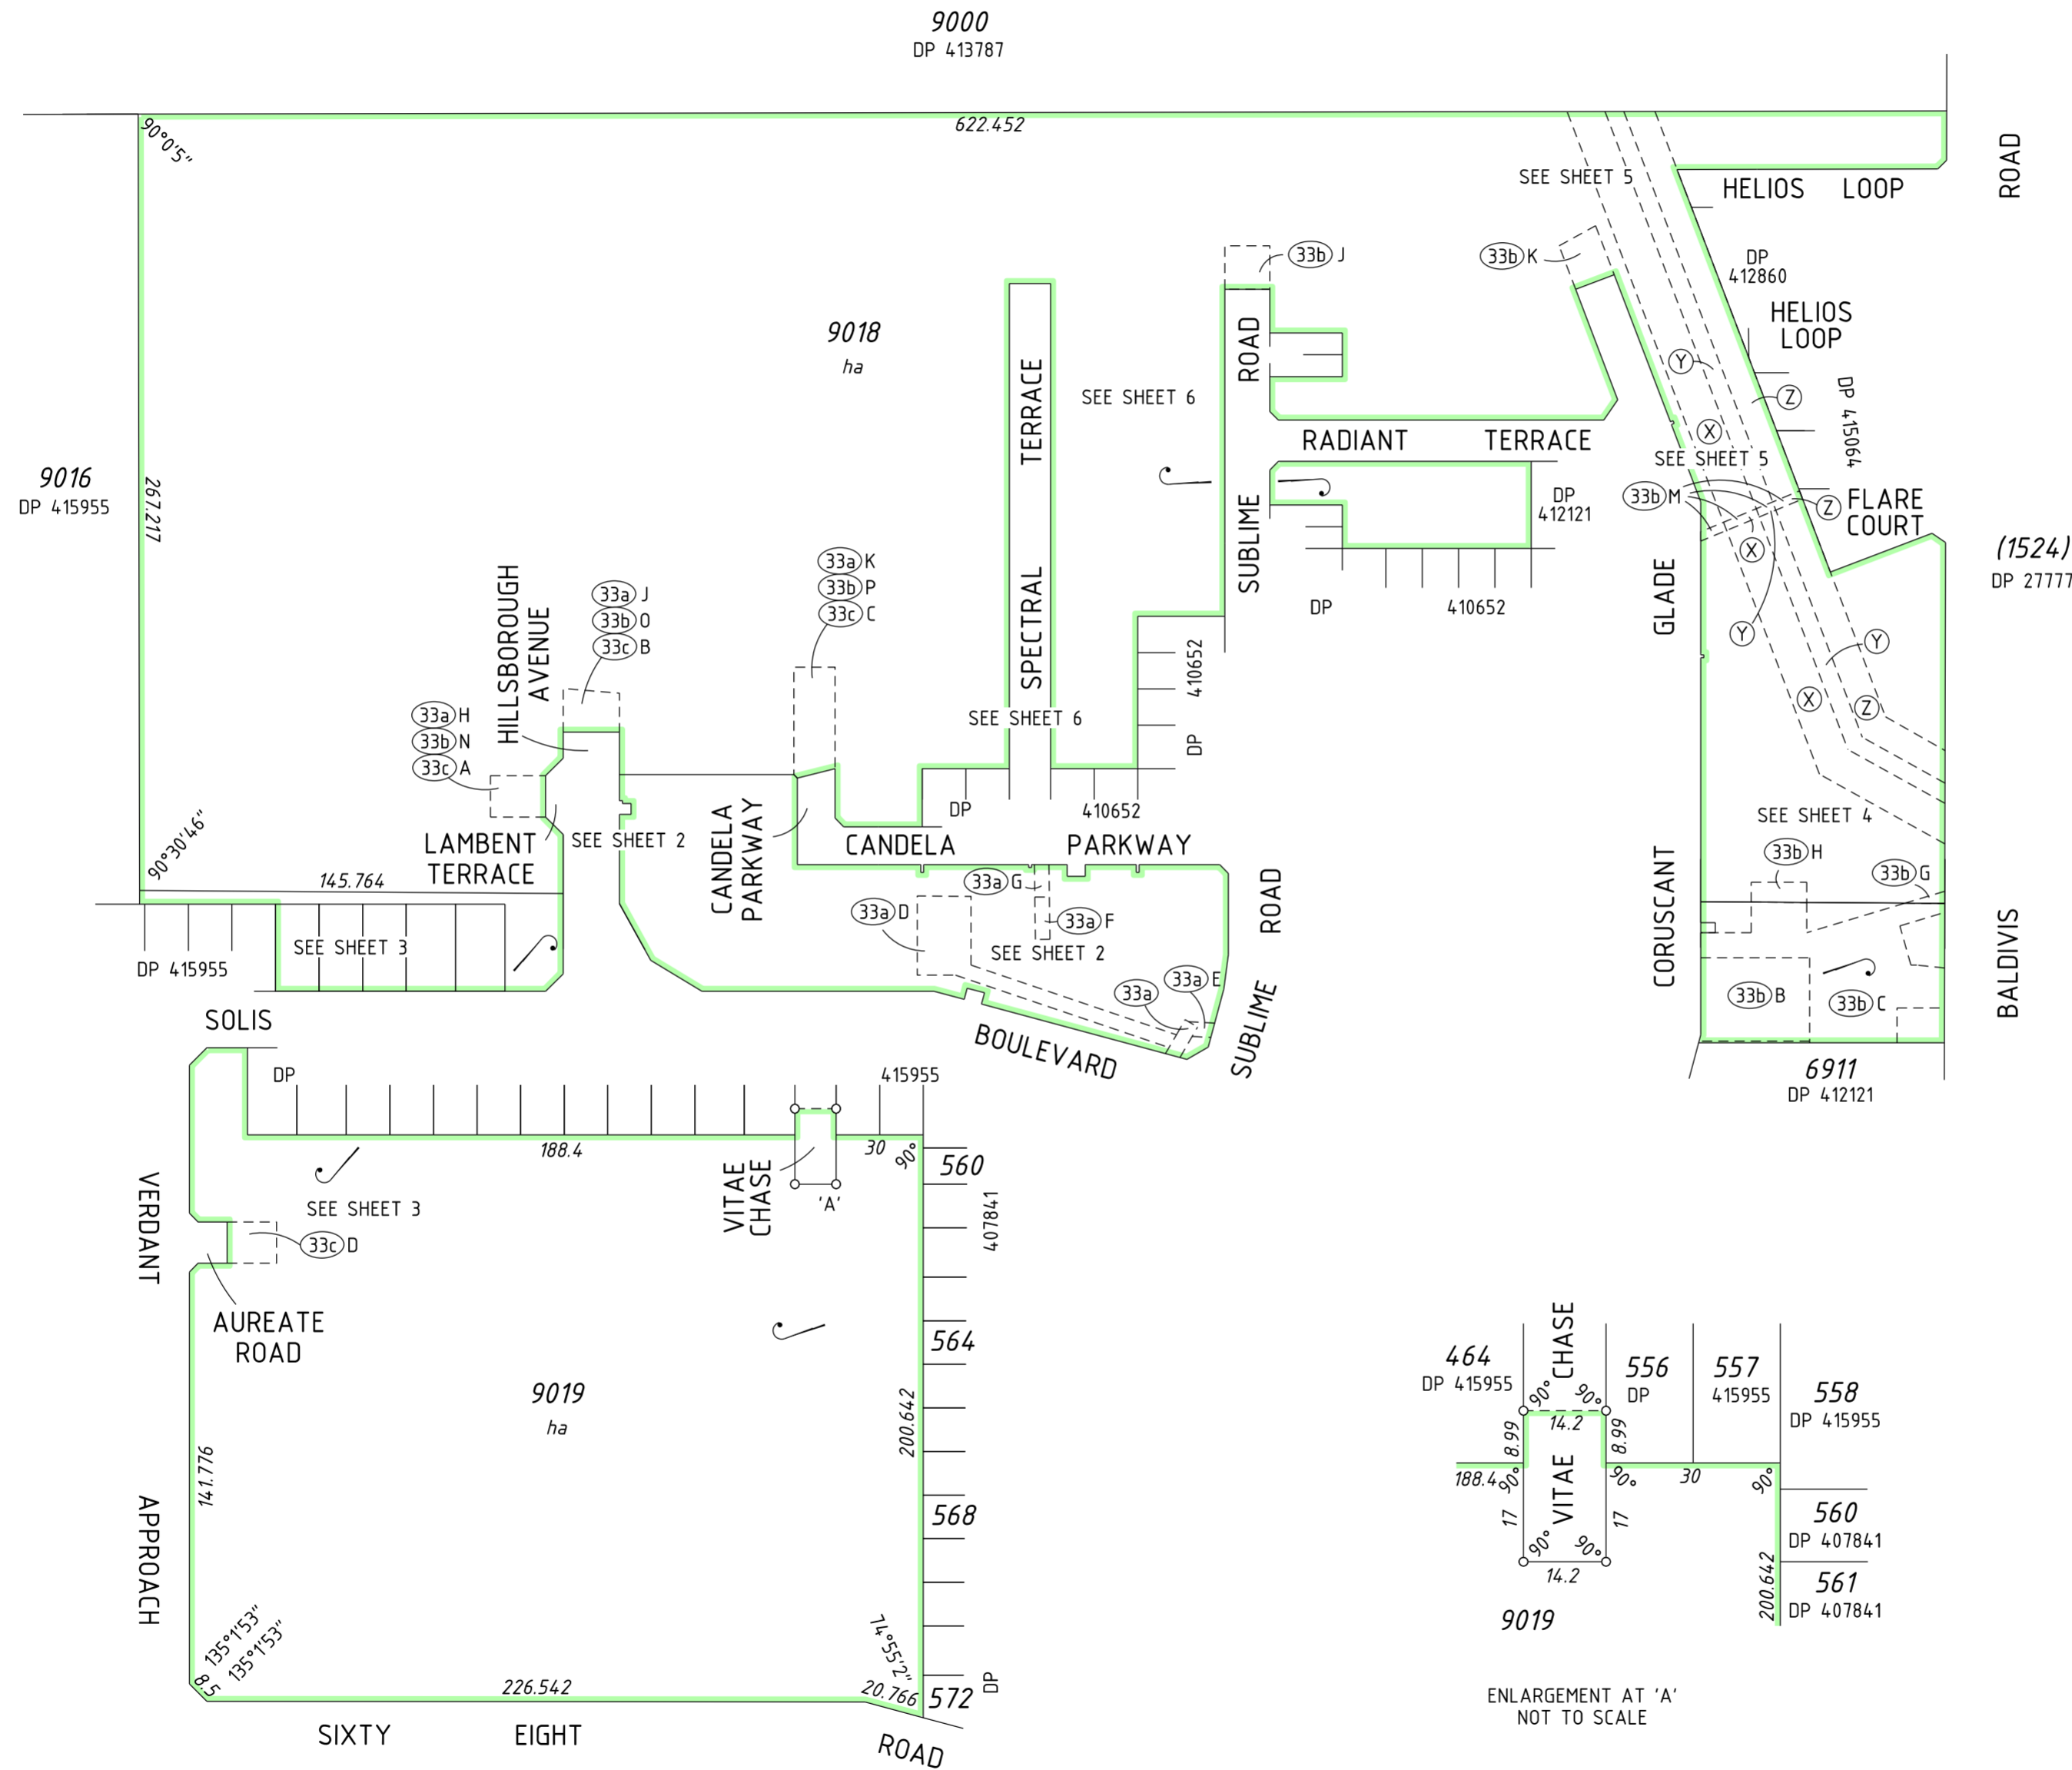 9000
DP 413787
622.452
90°0'5"
ROAD
SEE SHEET 5
HELIOS LOOP
33b K
33b J
DP
412860
HELIOS
LOOP
9018
ha
ROAD
TERRACE
SEE SHEET 6
Y
Z
DP 415064
X
RADIANT TERRACE
SEE SHEET 5
9016
DP 415955
267.217
33b M
Z
FLARE
COURT
DP
412121
SUBLIME
X
(1524)
DP 27777
33a K
33b P
33c C
HILLSBOROUGH
AVENUE
33a J
33b O
33c B
SPECTRAL
DP 410652
GLADE
Y
Y
410652
DP
X
Z
33a H
33b N
33c A
SEE SHEET 6
DP 410652
SEE SHEET 4
LAMBENT
TERRACE
SEE SHEET 2
CANDELA
PARKWAY
CANDELA PARKWAY
90°30'46"
145.764
33a G
33b H
33b G
33a D
33a F
ROAD
CORUSCANT
BALDIVIS
SEE SHEET 3
SEE SHEET 2
DP 415955
33a E
33a
33b B
33b C
SOLIS
BOULEVARD
SUBLIME
6911
DP 412121
DP 415955
188.4
30
90°
560
VITAE
CHASE
'A'
407841
VERDANT
SEE SHEET 3
33c D
AUREATE
ROAD
564
9019
ha
200.642
141.776
568
APPROACH
135°1'53"
135°1'53"
8.5
74°55'2"
226.542
20.766
572
DP
SIXTY EIGHT
ROAD
464
DP 415955
CHASE
556
DP
557
415955
558
DP 415955
90°
90°
14.2
8.99
8.99
188.4
90°
VITAE
90°
30
90°
17
17
560
DP 407841
90°
90°
14.2
200.642
561
DP 407841
9019
ENLARGEMENT AT 'A'
NOT TO SCALE